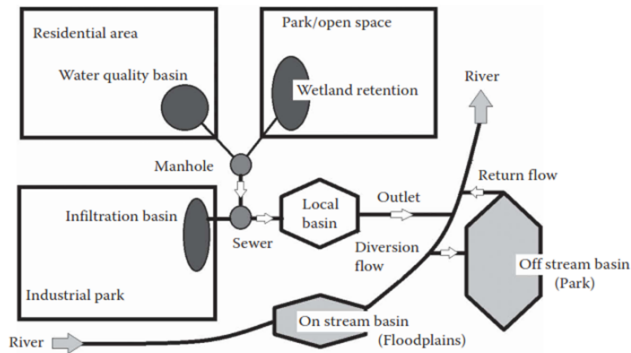 Residential area
Water quality basin
Park/open space
Wetland retention
River
Manhole
Return flow
Infiltration basin
Local
basin
Outlet
Sewer
Diversion
flow
Off stream basin
(Park)
Industrial park
On stream basin
(Floodplains)
River